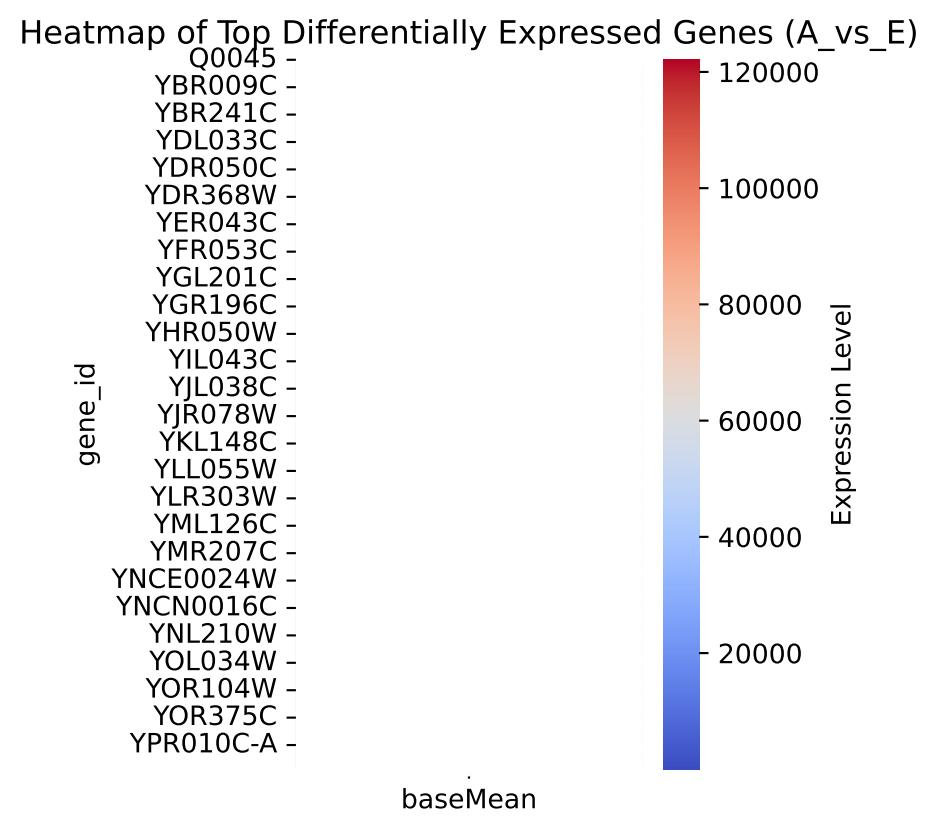 Heatmap of Top Differentially Expressed Genes (A_vs_E)
Q0045
YBR009C
YBR241C
YDL033C
YDR050C
YDR368W
YER043C
YFR053C
YGL201C
YGR196C
YHR050W
YIL043C
YJL038C
YJR078W
YKL148C
YLL055W
YLR303W
YML126C
YMR207C
YNCE0024W
YNCN0016C
YNL210W
YOL034W
YOR104W
YOR375C
YPR010C-A
gene_id
baseMean
120000
100000
80000
60000
40000
20000
Expression Level